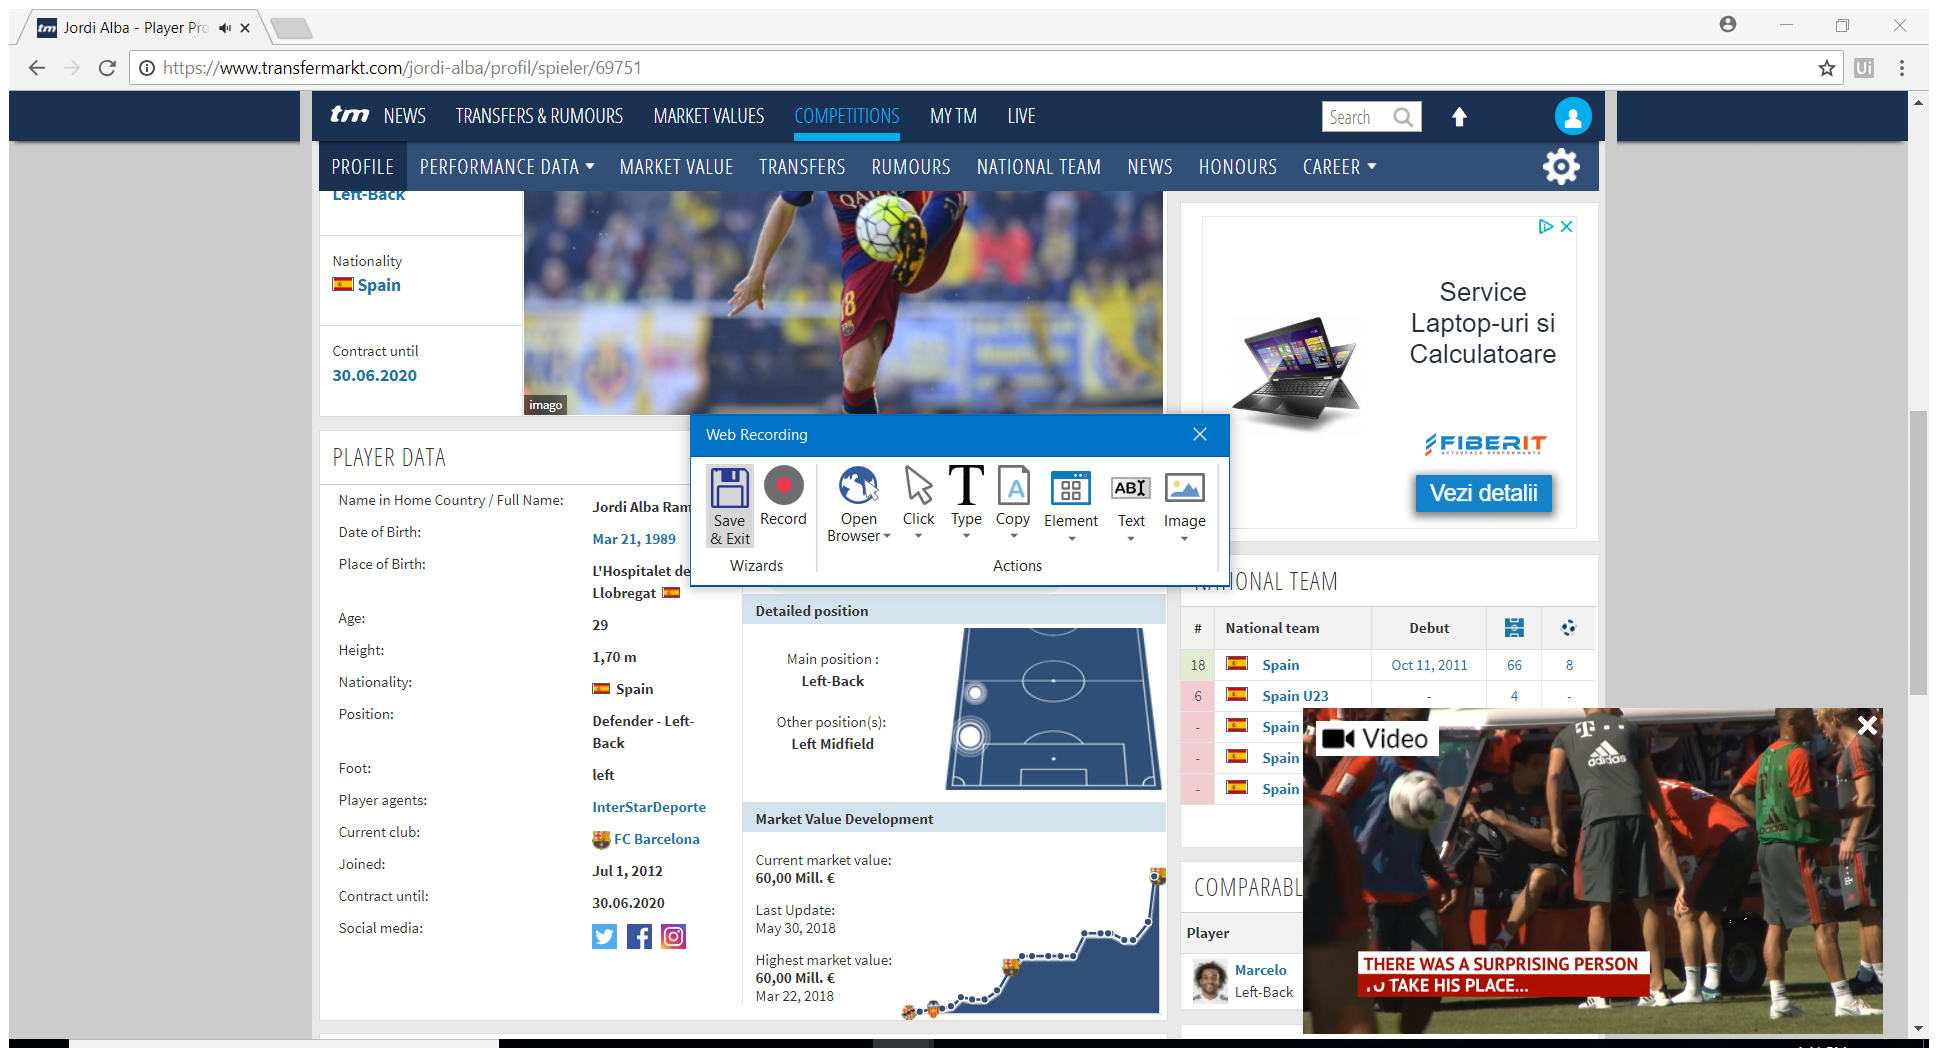 Jordi Alba - Player Pro
https://www.transfermarkt.com/jordi-alba/profil/spieler/69751
Ui
tm NEWS TRANSFERS & RUMOURS MARKET VALUES COMPETITIONS MY TM LIVE Search
PROFILE PERFORMANCE DATA MARKET VALUE TRANSFERS RUMOURS NATIONAL TEAM NEWS HONOURS CAREER
Left-Back
Nationality
Spain
Contract until
30.06.2020
imago
Service
Laptop-uri si
Calculatoare
FIBERIT
Vezi detalii
Web Recording
Save
& Exit
Record
Open
Browser
Click
Type
Copy
Element
ABI
Text
Image
Wizards
Actions
PLAYER DATA
Name in Home Country / Full Name: Jordi Alba Ram
Date of Birth: Mar 21, 1989
Place of Birth: L'Hospitalet de
Llobregat
Age: 29
Height: 1,70 m
Nationality: Spain
Position: Defender - Left-
Back
Foot: left
Player agents: InterStarDeporte
Current club: FC Barcelona
Joined: Jul 1, 2012
Contract until: 30.06.2020
Social media:
Detailed position
Main position :
Left-Back
Other position(s):
Left Midfield
Market Value Development
Current market value:
60,00 Mill. €
Last Update:
May 30, 2018
Highest market value:
60,00 Mill. €
Mar 22, 2018
NATIONAL TEAM
# National team Debut
18 Spain Oct 11, 2011 66 8
6 Spain U23 - 4 -
- Spain
- Spain
- Spain
COMPARABL
Player
Marcelo
Left-Back
Video
adidas
THERE WAS A SURPRISING PERSON
TO TAKE HIS PLACE...